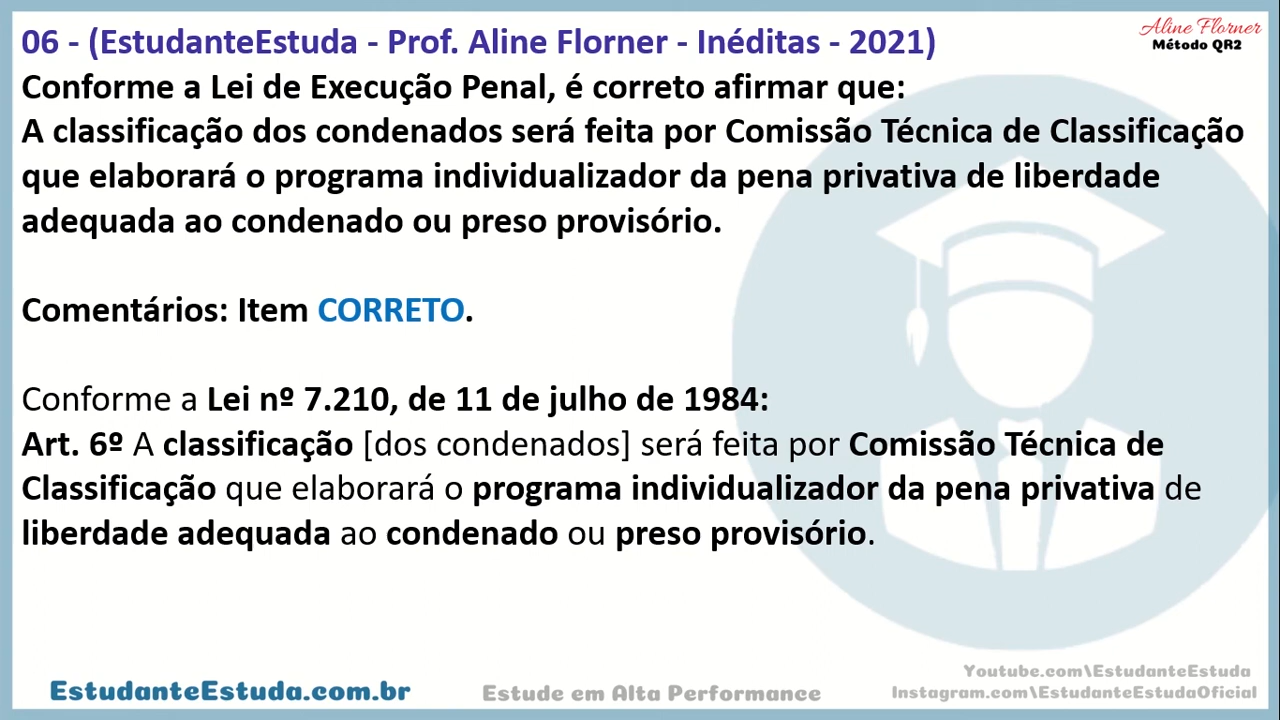 06 - (EstudanteEstuda - Prof. Aline Florner - Inéditas - 2021)
Aline Florner
Método QR2
Conforme a Lei de Execução Penal, é correto afirmar que:
A classificação dos condenados será feita por Comissão Técnica de Classificação
que elaborará o programa individualizador da pena privativa de liberdade
adequada ao condenado ou preso provisório.
Comentários: Item CORRETO.
Conforme a Lei nº 7.210, de 11 de julho de 1984:
Art. 6º A classificação [dos condenados] será feita por Comissão Técnica de
Classificação que elaborará o programa individualizador da pena privativa de
liberdade adequada ao condenado ou preso provisório.
EstudanteEstuda.com.br
Estude em Alta Performance
Youtube.com\EstudanteEstuda
Instagram.com\EstudanteEstudaOficial